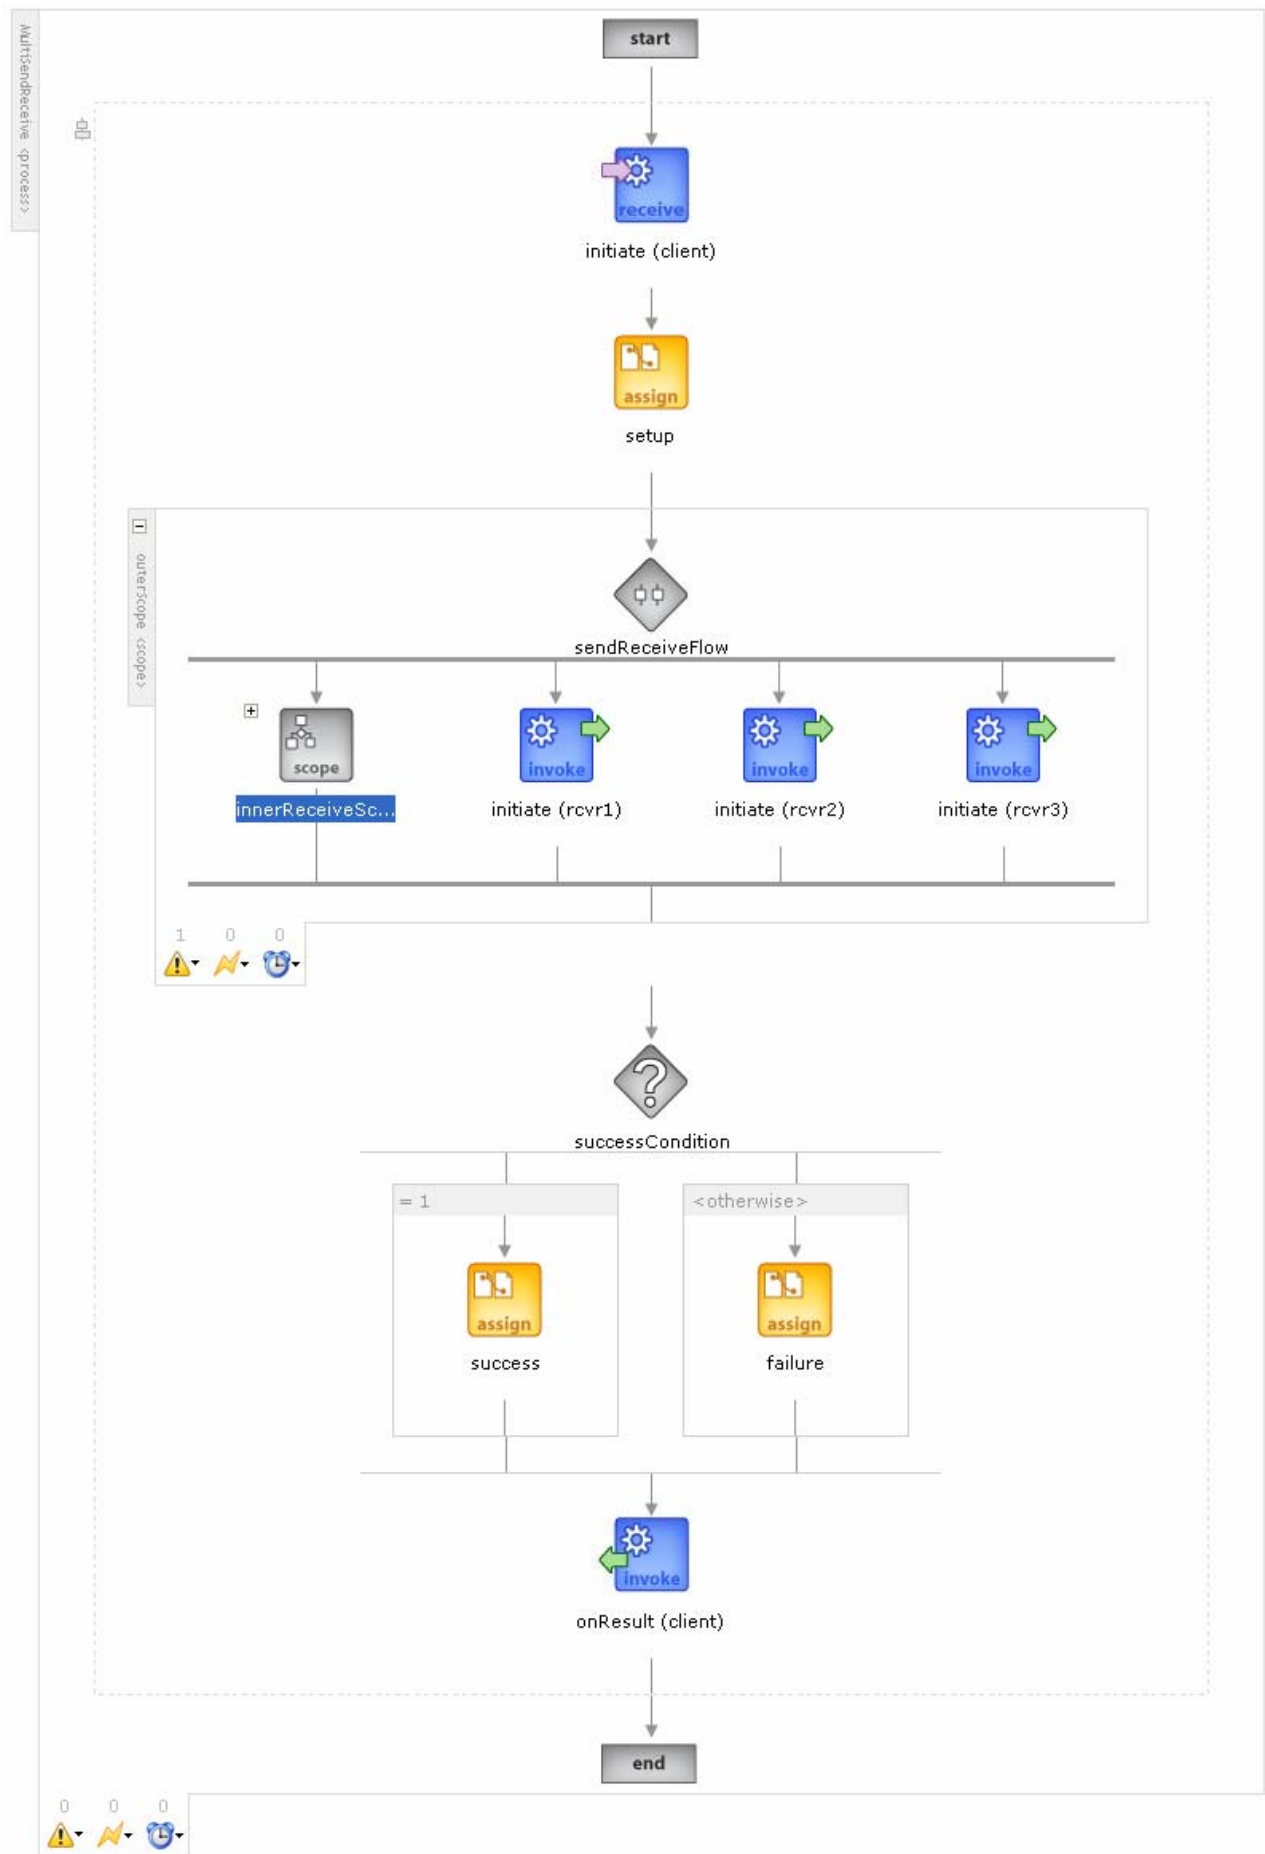 MultiSendReceive <process>
start
receive
initiate (client)
assign
setup
outerScope <scope>
sendReceiveFlow
scope
invoke
invoke
invoke
innerReceiveSc...
initiate (rcvr1)
initiate (rcvr2)
initiate (rcvr3)
1 0 0
successCondition
= 1
<otherwise>
assign
assign
success
failure
invoke
onResult (client)
end
0 0 0